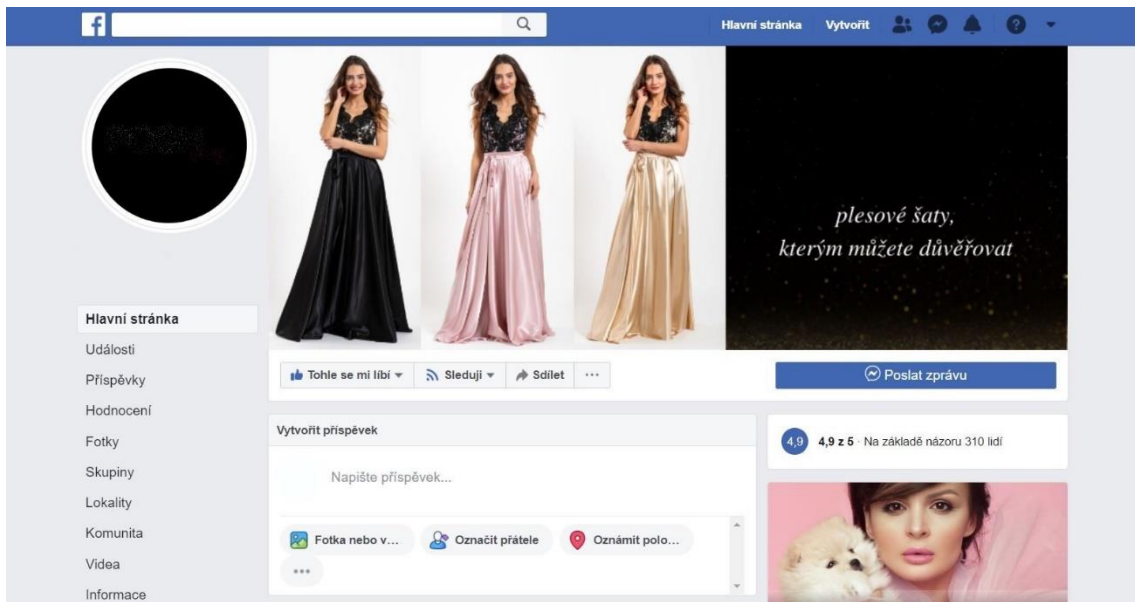 Hlavní stránka
Vytvořit
plesové šaty,
kterým můžete důvěřovat
Hlavní stránka
Události
Příspěvky
Hodnocení
Fotky
Skupiny
Lokality
Komunita
Videa
Informace
Tohle se mi líbí
Sleduji
Sdílet
Poslat zprávu
Vytvořit příspěvek
Napište příspěvek...
Fotka nebo v...
Označit přátele
Oznámit polo...
4,9
4,9 z 5 · Na základě názoru 310 lidí